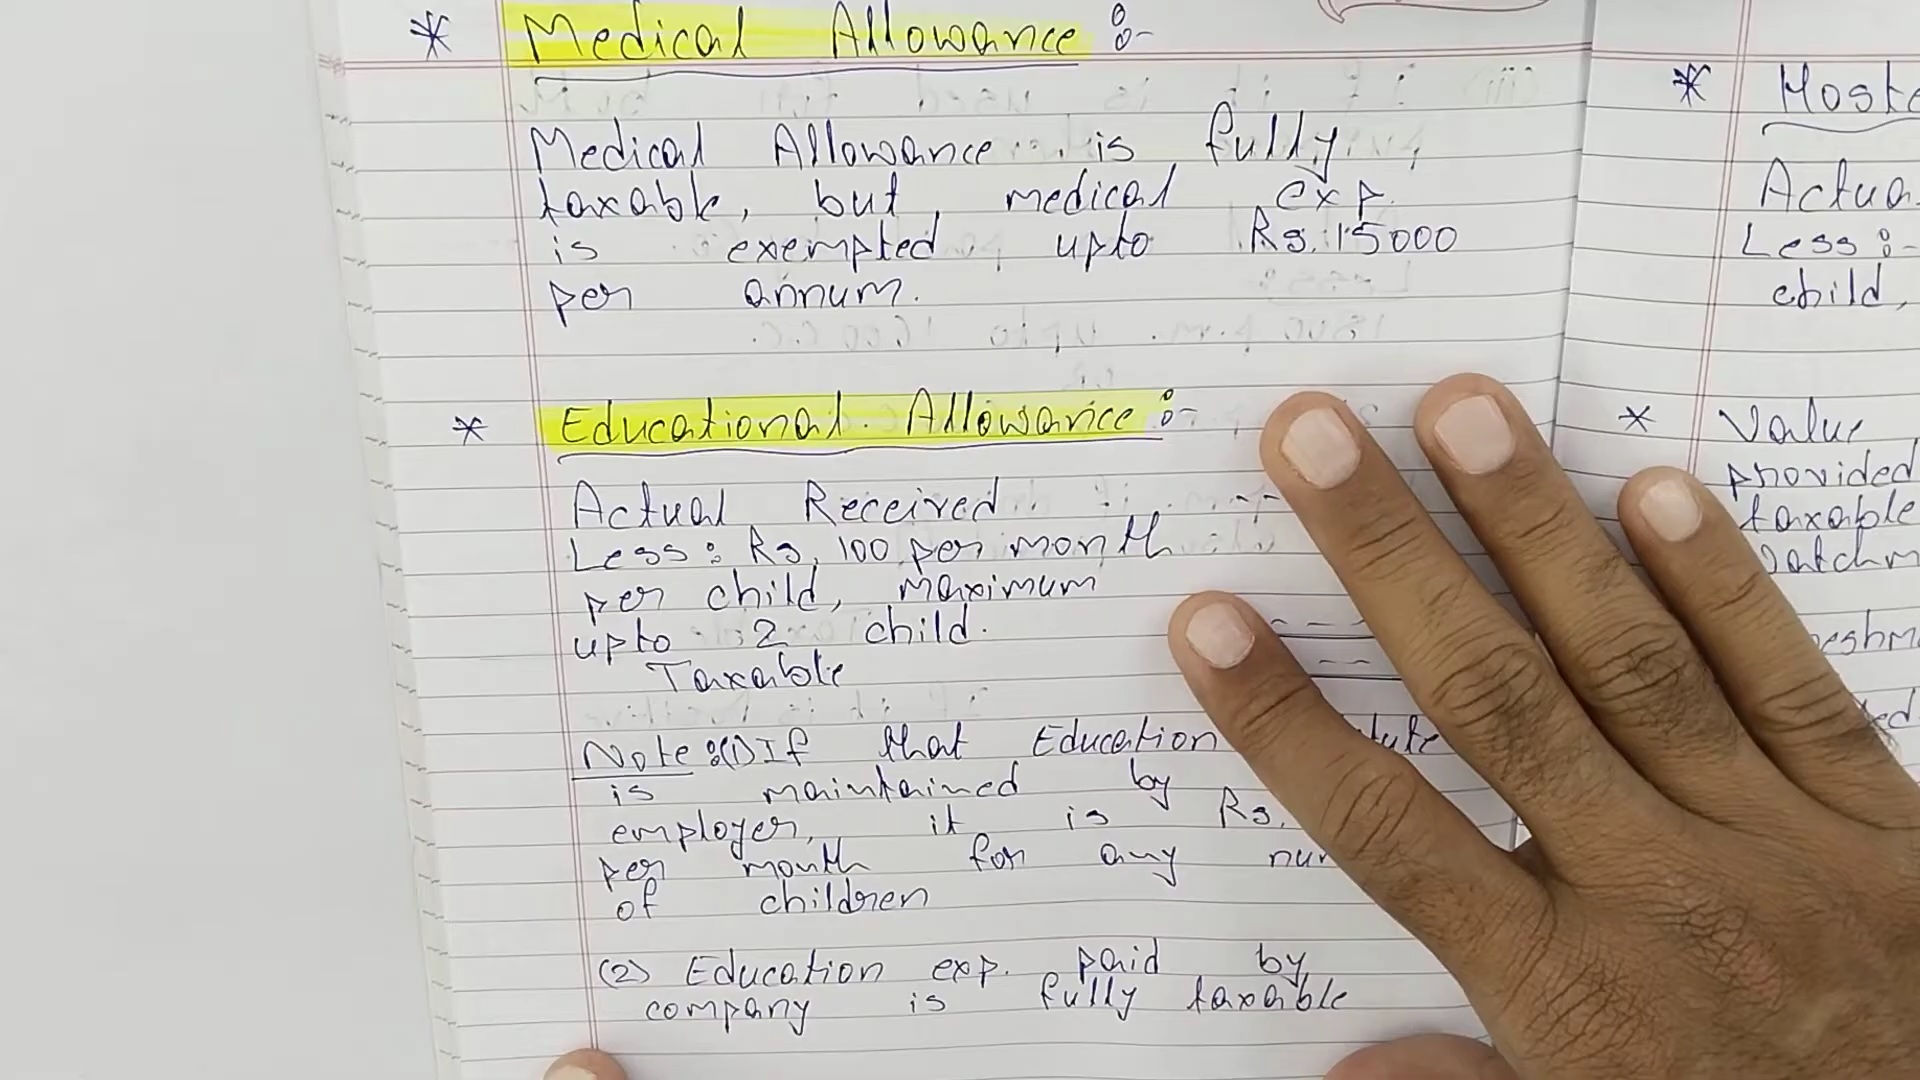 * Medical Allowance :-
Medical Allowance is fully
taxable, but, medical exp.
is exempted upto Rs. 15000
per annum.
* Educational Allowance :-
Actual Received --
Less : Rs. 100 per month
per child, maximum
upto 2 child. ---
Taxable --
Note :(1) If that Education
is maintained by
employer, it is Rs.
per month for any
of children
(2) Education exp. paid by
company is fully taxable
*
Less :-
child,
* Value
provided
taxable